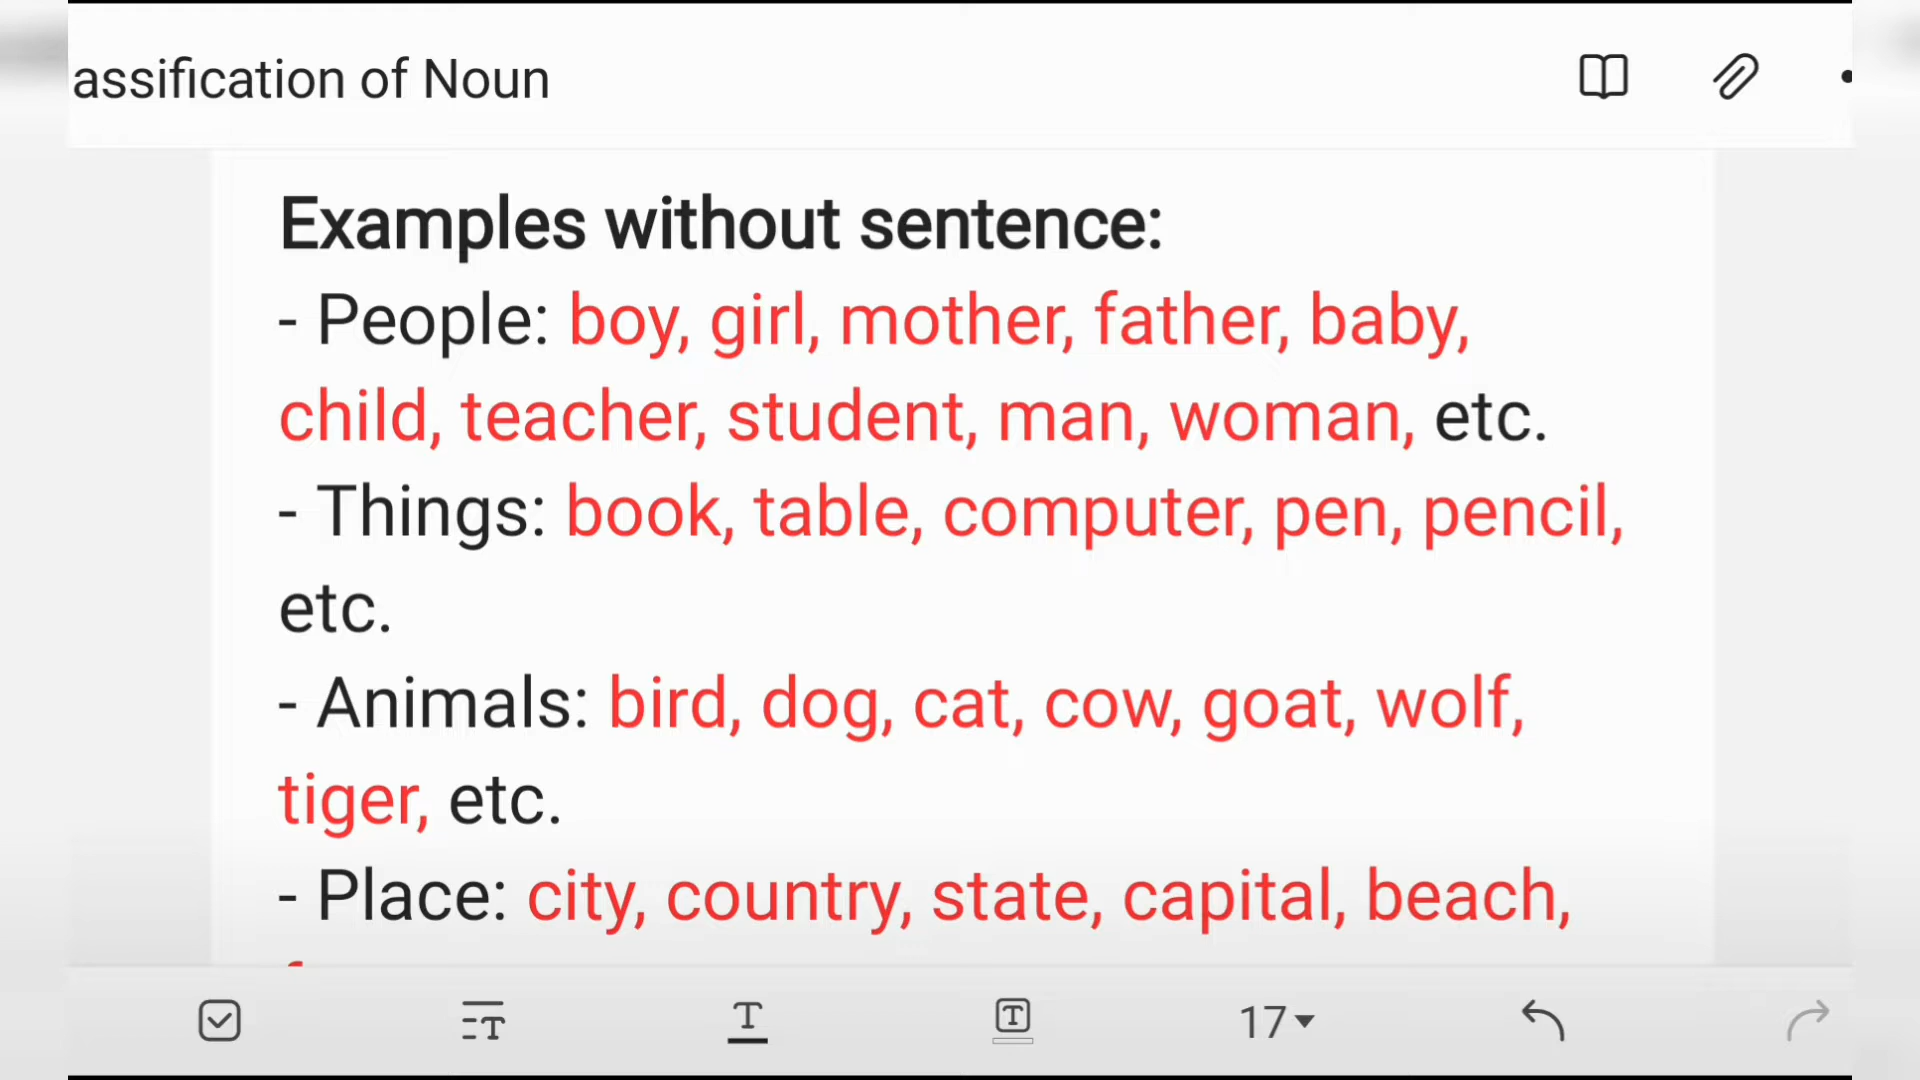 assification of Noun
Examples without sentence:
- People: boy, girl, mother, father, baby,
child, teacher, student, man, woman, etc.
- Things: book, table, computer, pen, pencil,
etc.
- Animals: bird, dog, cat, cow, goat, wolf,
tiger, etc.
- Place: city, country, state, capital, beach,
17